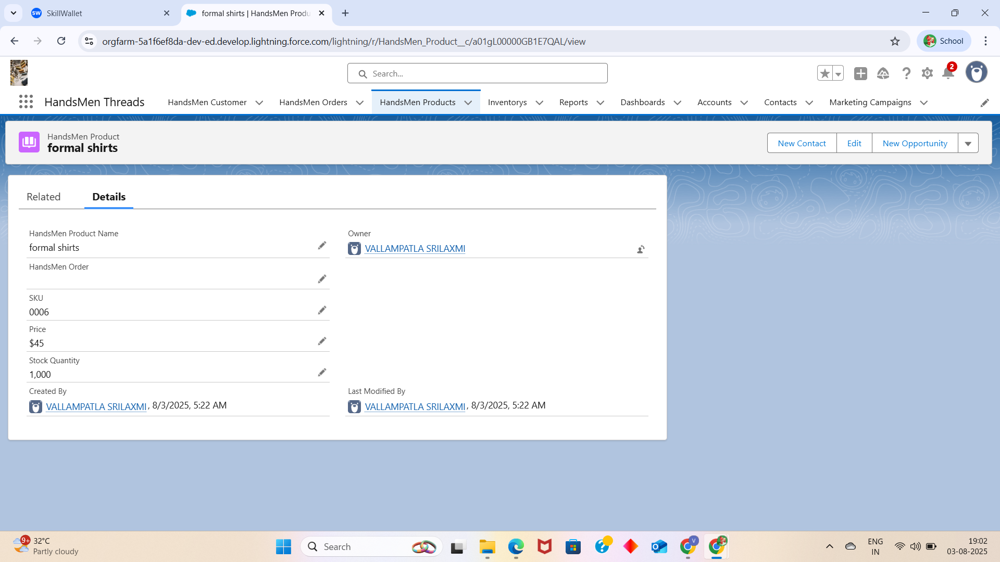 SW SkillWallet
formal shirts | HandsMen Produ
orgfarm-5a1f6ef8da-dev-ed.develop.lightning.force.com/lightning/r/HandsMen_Product__c/a01gL00000GB1E7QAL/view
School
Search...
2
HandsMen Threads
HandsMen Customer
HandsMen Orders
HandsMen Products
Inventorys
Reports
Dashboards
Accounts
Contacts
Marketing Campaigns
HandsMen Product
formal shirts
New Contact
Edit
New Opportunity
Related
Details
HandsMen Product Name
formal shirts
Owner
VALLAMPATLA SRILAXMI
HandsMen Order
SKU
0006
Price
$45
Stock Quantity
1,000
Created By
VALLAMPATLA SRILAXMI, 8/3/2025, 5:22 AM
Last Modified By
VALLAMPATLA SRILAXMI, 8/3/2025, 5:22 AM
9+
32°C
Partly cloudy
Search
V
ENG
IN
19:02
03-08-2025